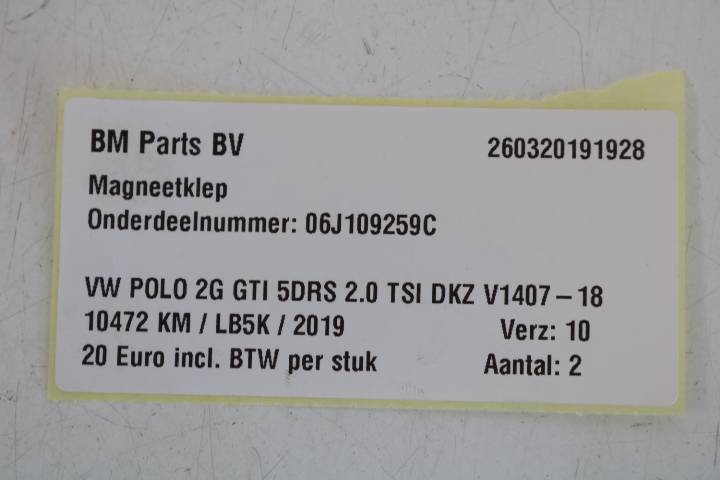 BM Parts BV 260320191928
Magneetklep
Onderdeelnummer: 06J109259C
VW POLO 2G GTI 5DRS 2.0 TSI DKZ V1407-18
10472 KM / LB5K / 2019 Verz: 10
20 Euro incl. BTW per stuk Aantal: 2